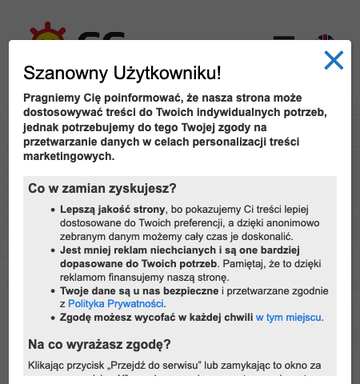 Szanowny Użytkowniku!
Pragniemy Cię poinformować, że nasza strona może
dostosowywać treści do Twoich indywidualnych potrzeb,
jednak potrzebujemy do tego Twojej zgody na
przetwarzanie danych w celach personalizacji treści
marketingowych.
Co w zamian zyskujesz?
• Lepszą jakość strony, bo pokazujemy Ci treści lepiej
dostosowane do Twoich preferencji, a dzięki anonimowo
zebranym danym możemy cały czas je doskonalić.
• Jest mniej reklam niechcianych i są one bardziej
dopasowane do Twoich potrzeb. Pamiętaj, że to dzięki
reklamom finansujemy naszą stronę.
• Twoje dane są u nas bezpieczne i przetwarzane zgodnie
z Polityka Prywatności.
• Zgodę możesz wycofać w każdej chwili w tym miejscu.
Na co wyrażasz zgodę?
Klikając przycisk „Przejdź do serwisu” lub zamykając to okno za